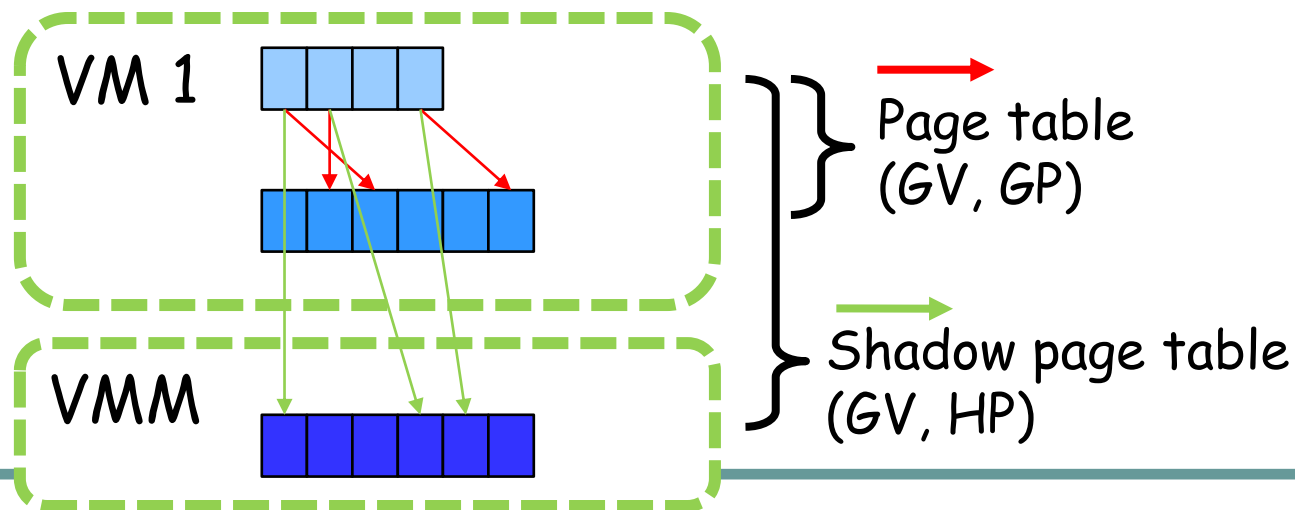 VM 1
Page table
(GV, GP)
VMM
Shadow page table
(GV, HP)